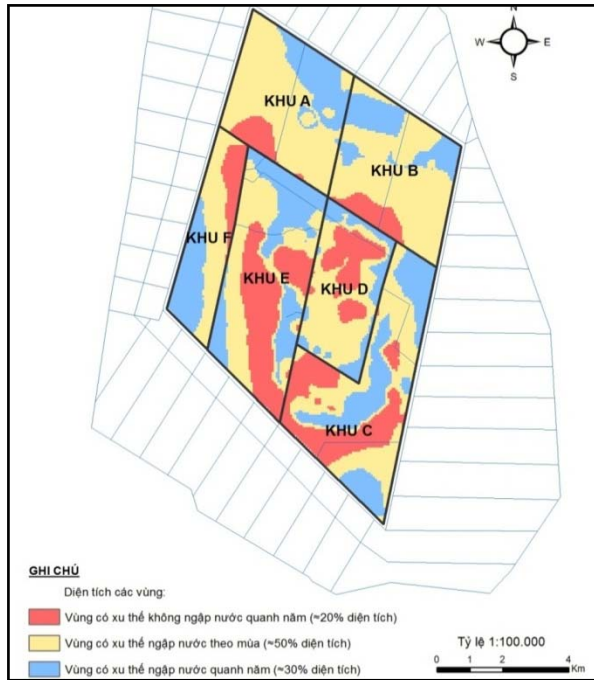 N
W E
S
KHU A
KHU B
KHU F
KHU E
KHU D
KHU C
GHI CHÚ
Diện tích các vùng:
Vùng có xu thế không ngập nước quanh năm (≈20% diện tích)
Vùng có xu thế ngập nước theo mùa (≈50% diện tích)
Vùng có xu thế ngập nước quanh năm (≈30% diện tích)
Tỷ lệ 1:100.000
0 1 2 4
Km